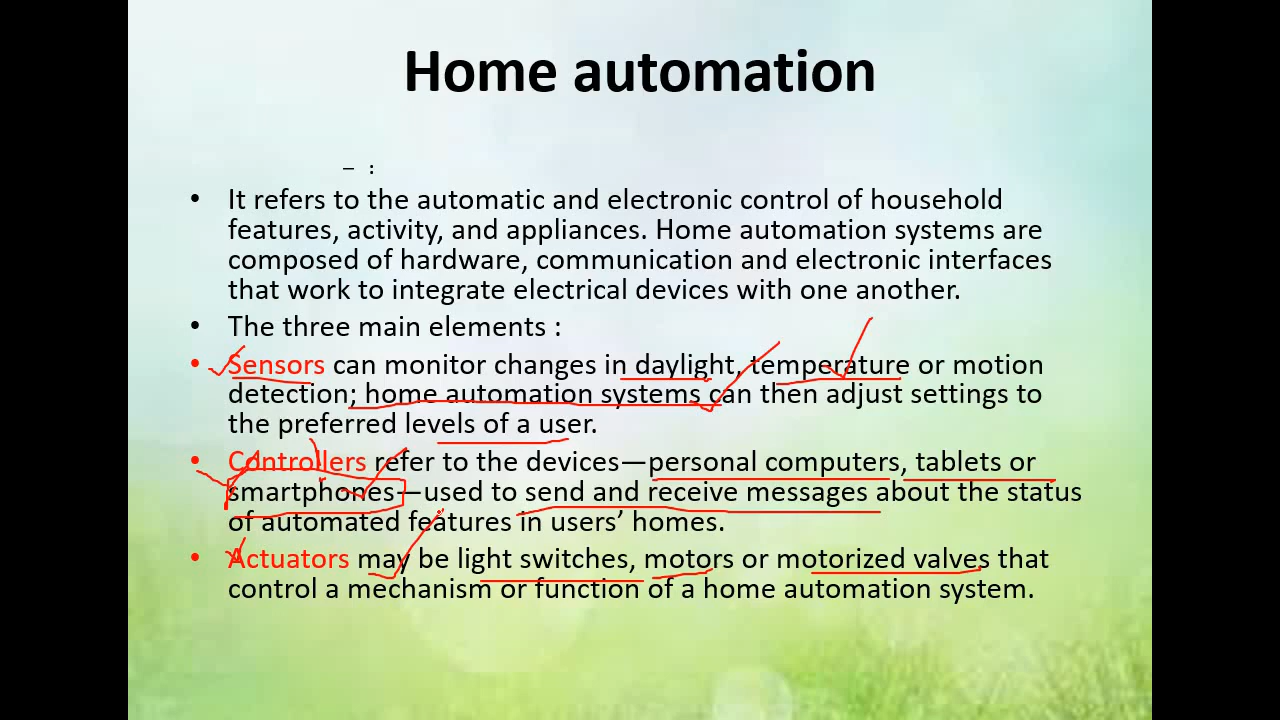 Home automation
– :
• It refers to the automatic and electronic control of household
features, activity, and appliances. Home automation systems are
composed of hardware, communication and electronic interfaces
that work to integrate electrical devices with one another.
• The three main elements :
• Sensors can monitor changes in daylight, temperature or motion
detection; home automation systems can then adjust settings to
the preferred levels of a user.
• Controllers refer to the devices—personal computers, tablets or
smartphones—used to send and receive messages about the status
of automated features in users’ homes.
• Actuators may be light switches, motors or motorized valves that
control a mechanism or function of a home automation system.